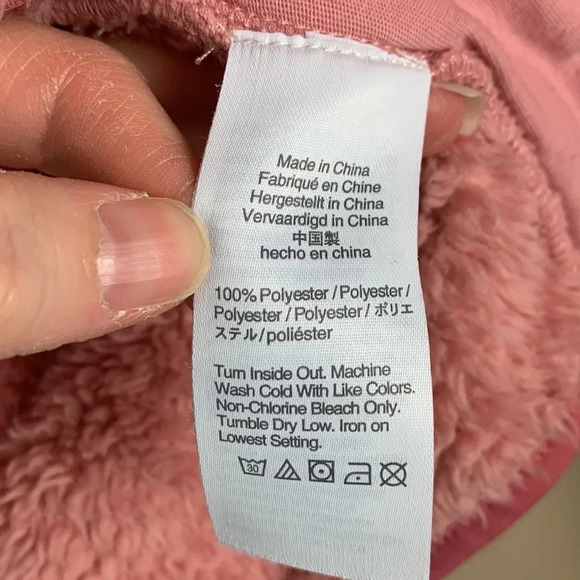 Made in China
Fabriqué en Chine
Hergestellt in China
Vervaardigd in China
中国製
hecho en china
100% Polyester / Polyester /
Polyester / Polyester / ポリエ
ステル/poliéster
Turn Inside Out. Machine
Wash Cold With Like Colors.
Non-Chlorine Bleach Only.
Tumble Dry Low. Iron on
Lowest Setting.
30